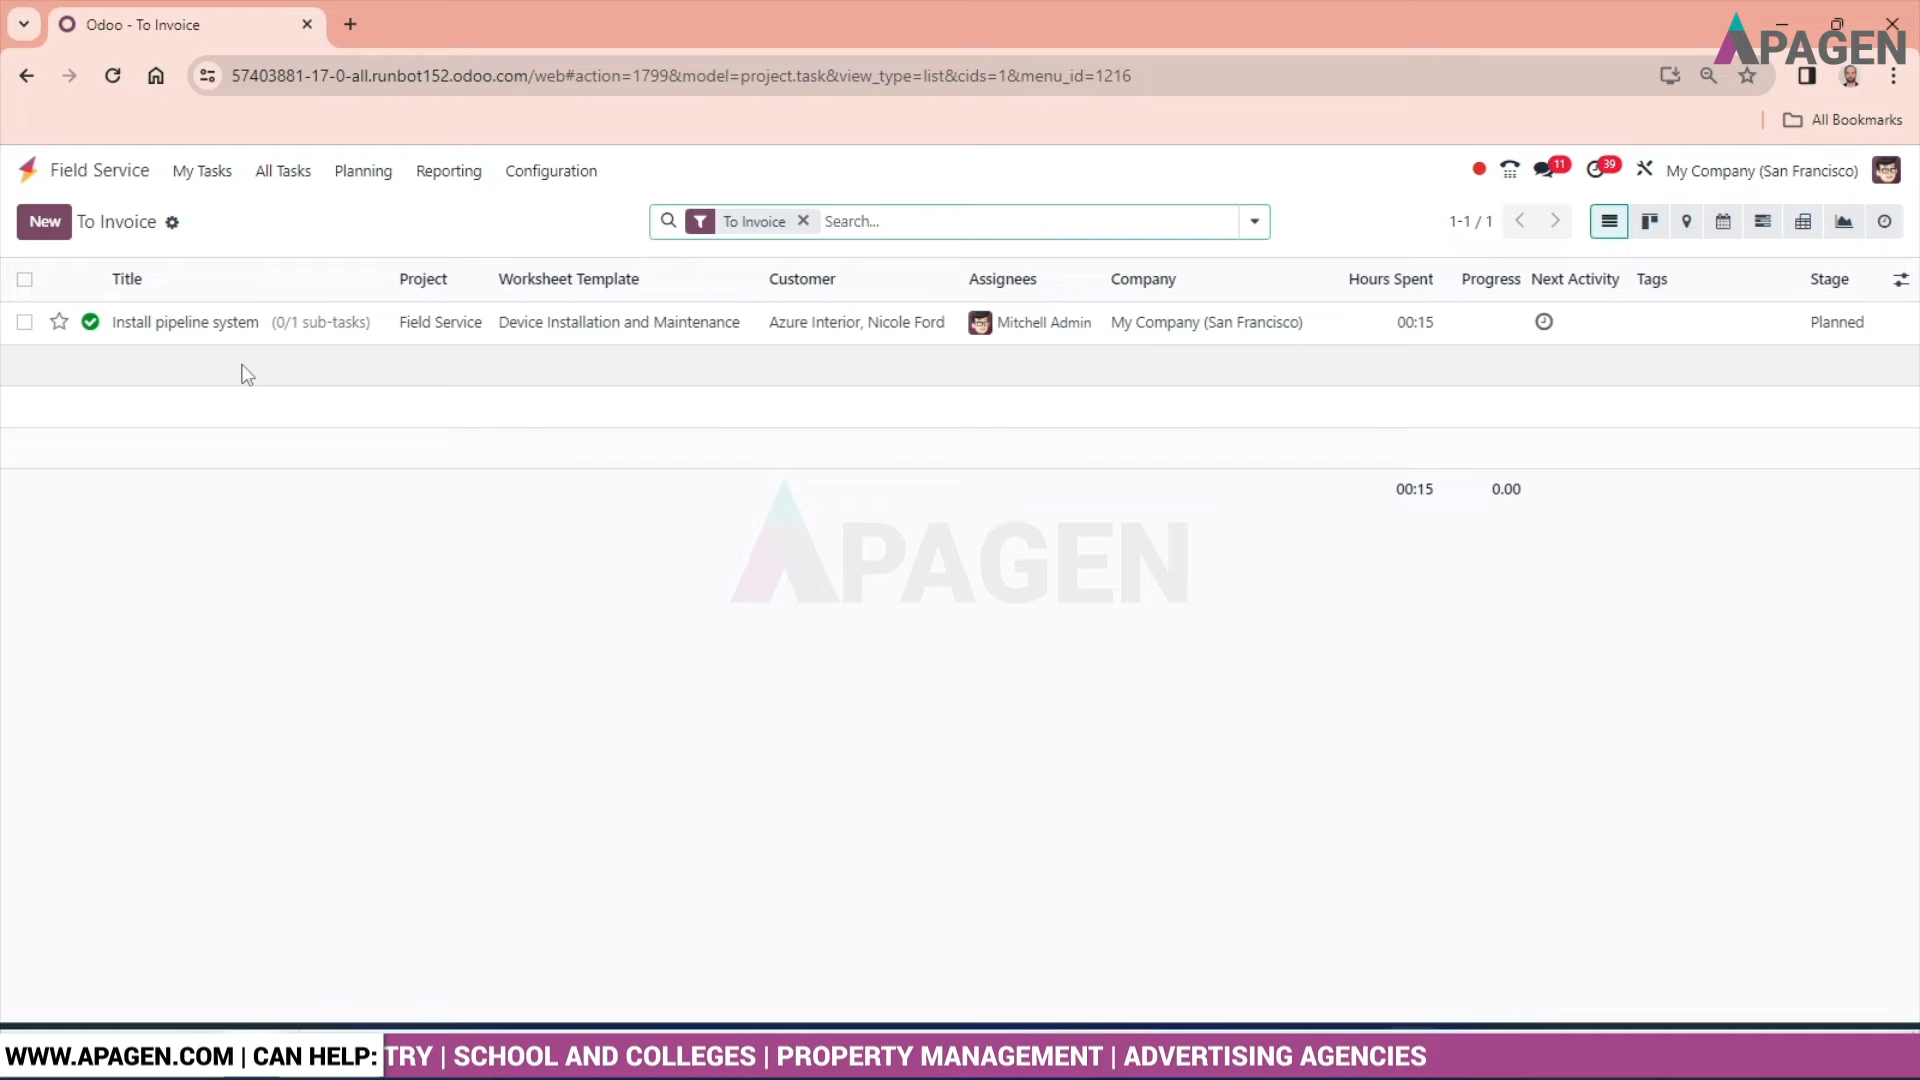 Odoo - To Invoice
APAGEN
57403881-17-0-all.runbot152.odoo.com/web#action=1799&model=project.task&view_type=list&cids=1&menu_id=1216
All Bookmarks
Field Service My Tasks All Tasks Planning Reporting Configuration 11 39 My Company (San Francisco)
New To Invoice To Invoice Search... 1-1 / 1
Title Project Worksheet Template Customer Assignees Company Hours Spent Progress Next Activity Tags Stage
Install pipeline system (0/1 sub-tasks) Field Service Device Installation and Maintenance Azure Interior, Nicole Ford Mitchell Admin My Company (San Francisco) 00:15 Planned
00:15 0.00
APAGEN
WWW.APAGEN.COM | CAN HELP: TRY | SCHOOL AND COLLEGES | PROPERTY MANAGEMENT | ADVERTISING AGENCIES